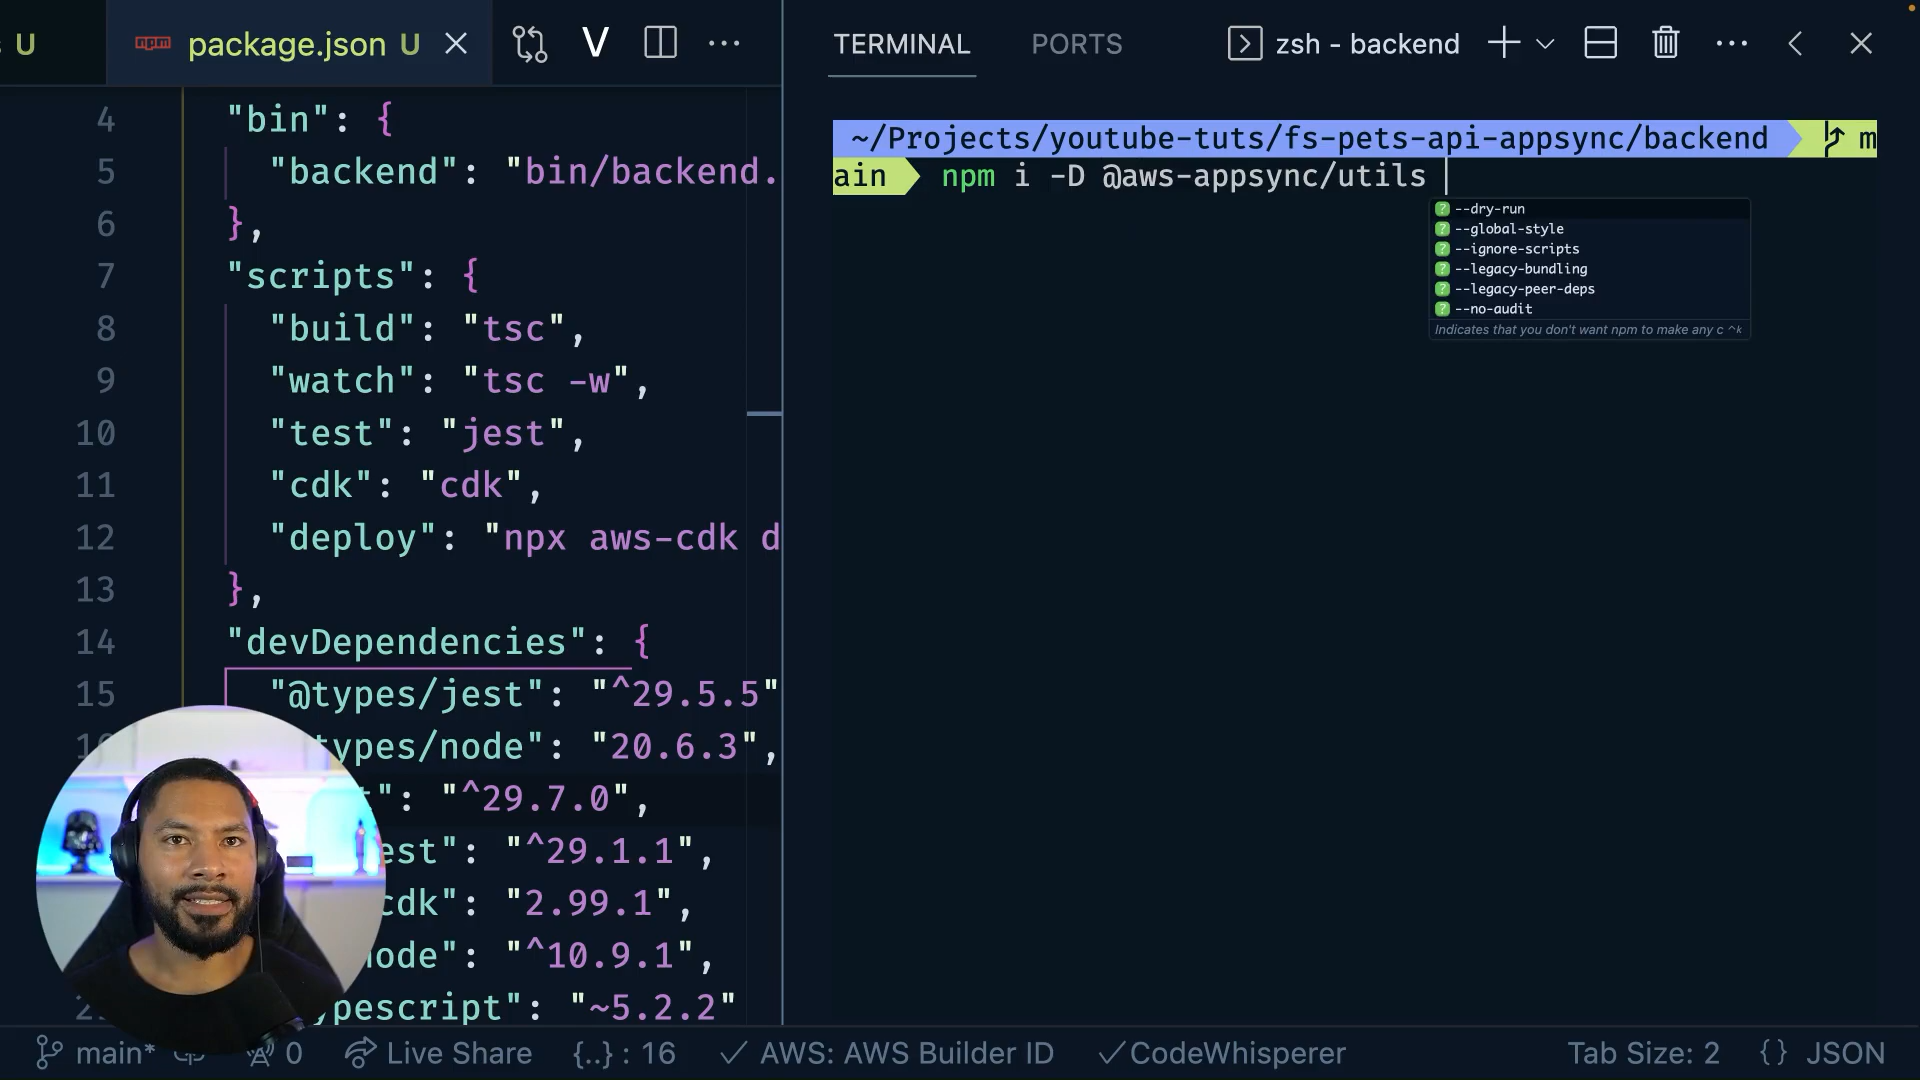 U
npm package.json U
V
4 "bin": {
5 "backend": "bin/backend.
6 },
7 "scripts": {
8 "build": "tsc",
9 "watch": "tsc -w",
10 "test": "jest",
11 "cdk": "cdk",
12 "deploy": "npx aws-cdk d
13 },
14 "devDependencies": {
15 "@types/jest": "^29.5.5"
types/node": "20.6.3",
": "^29.7.0",
est": "^29.1.1",
cdk": "2.99.1",
node": "^10.9.1",
pescript": "~5.2.2"
TERMINAL PORTS zsh - backend
~/Projects/youtube-tuts/fs-pets-api-appsync/backend m
ain npm i -D @aws-appsync/utils
? --dry-run
? --global-style
? --ignore-scripts
? --legacy-bundling
? --legacy-peer-deps
? --no-audit
Indicates that you don't want npm to make any c ^k
main* 0 Live Share {..} : 16 AWS: AWS Builder ID CodeWhisperer Tab Size: 2 {} JSON